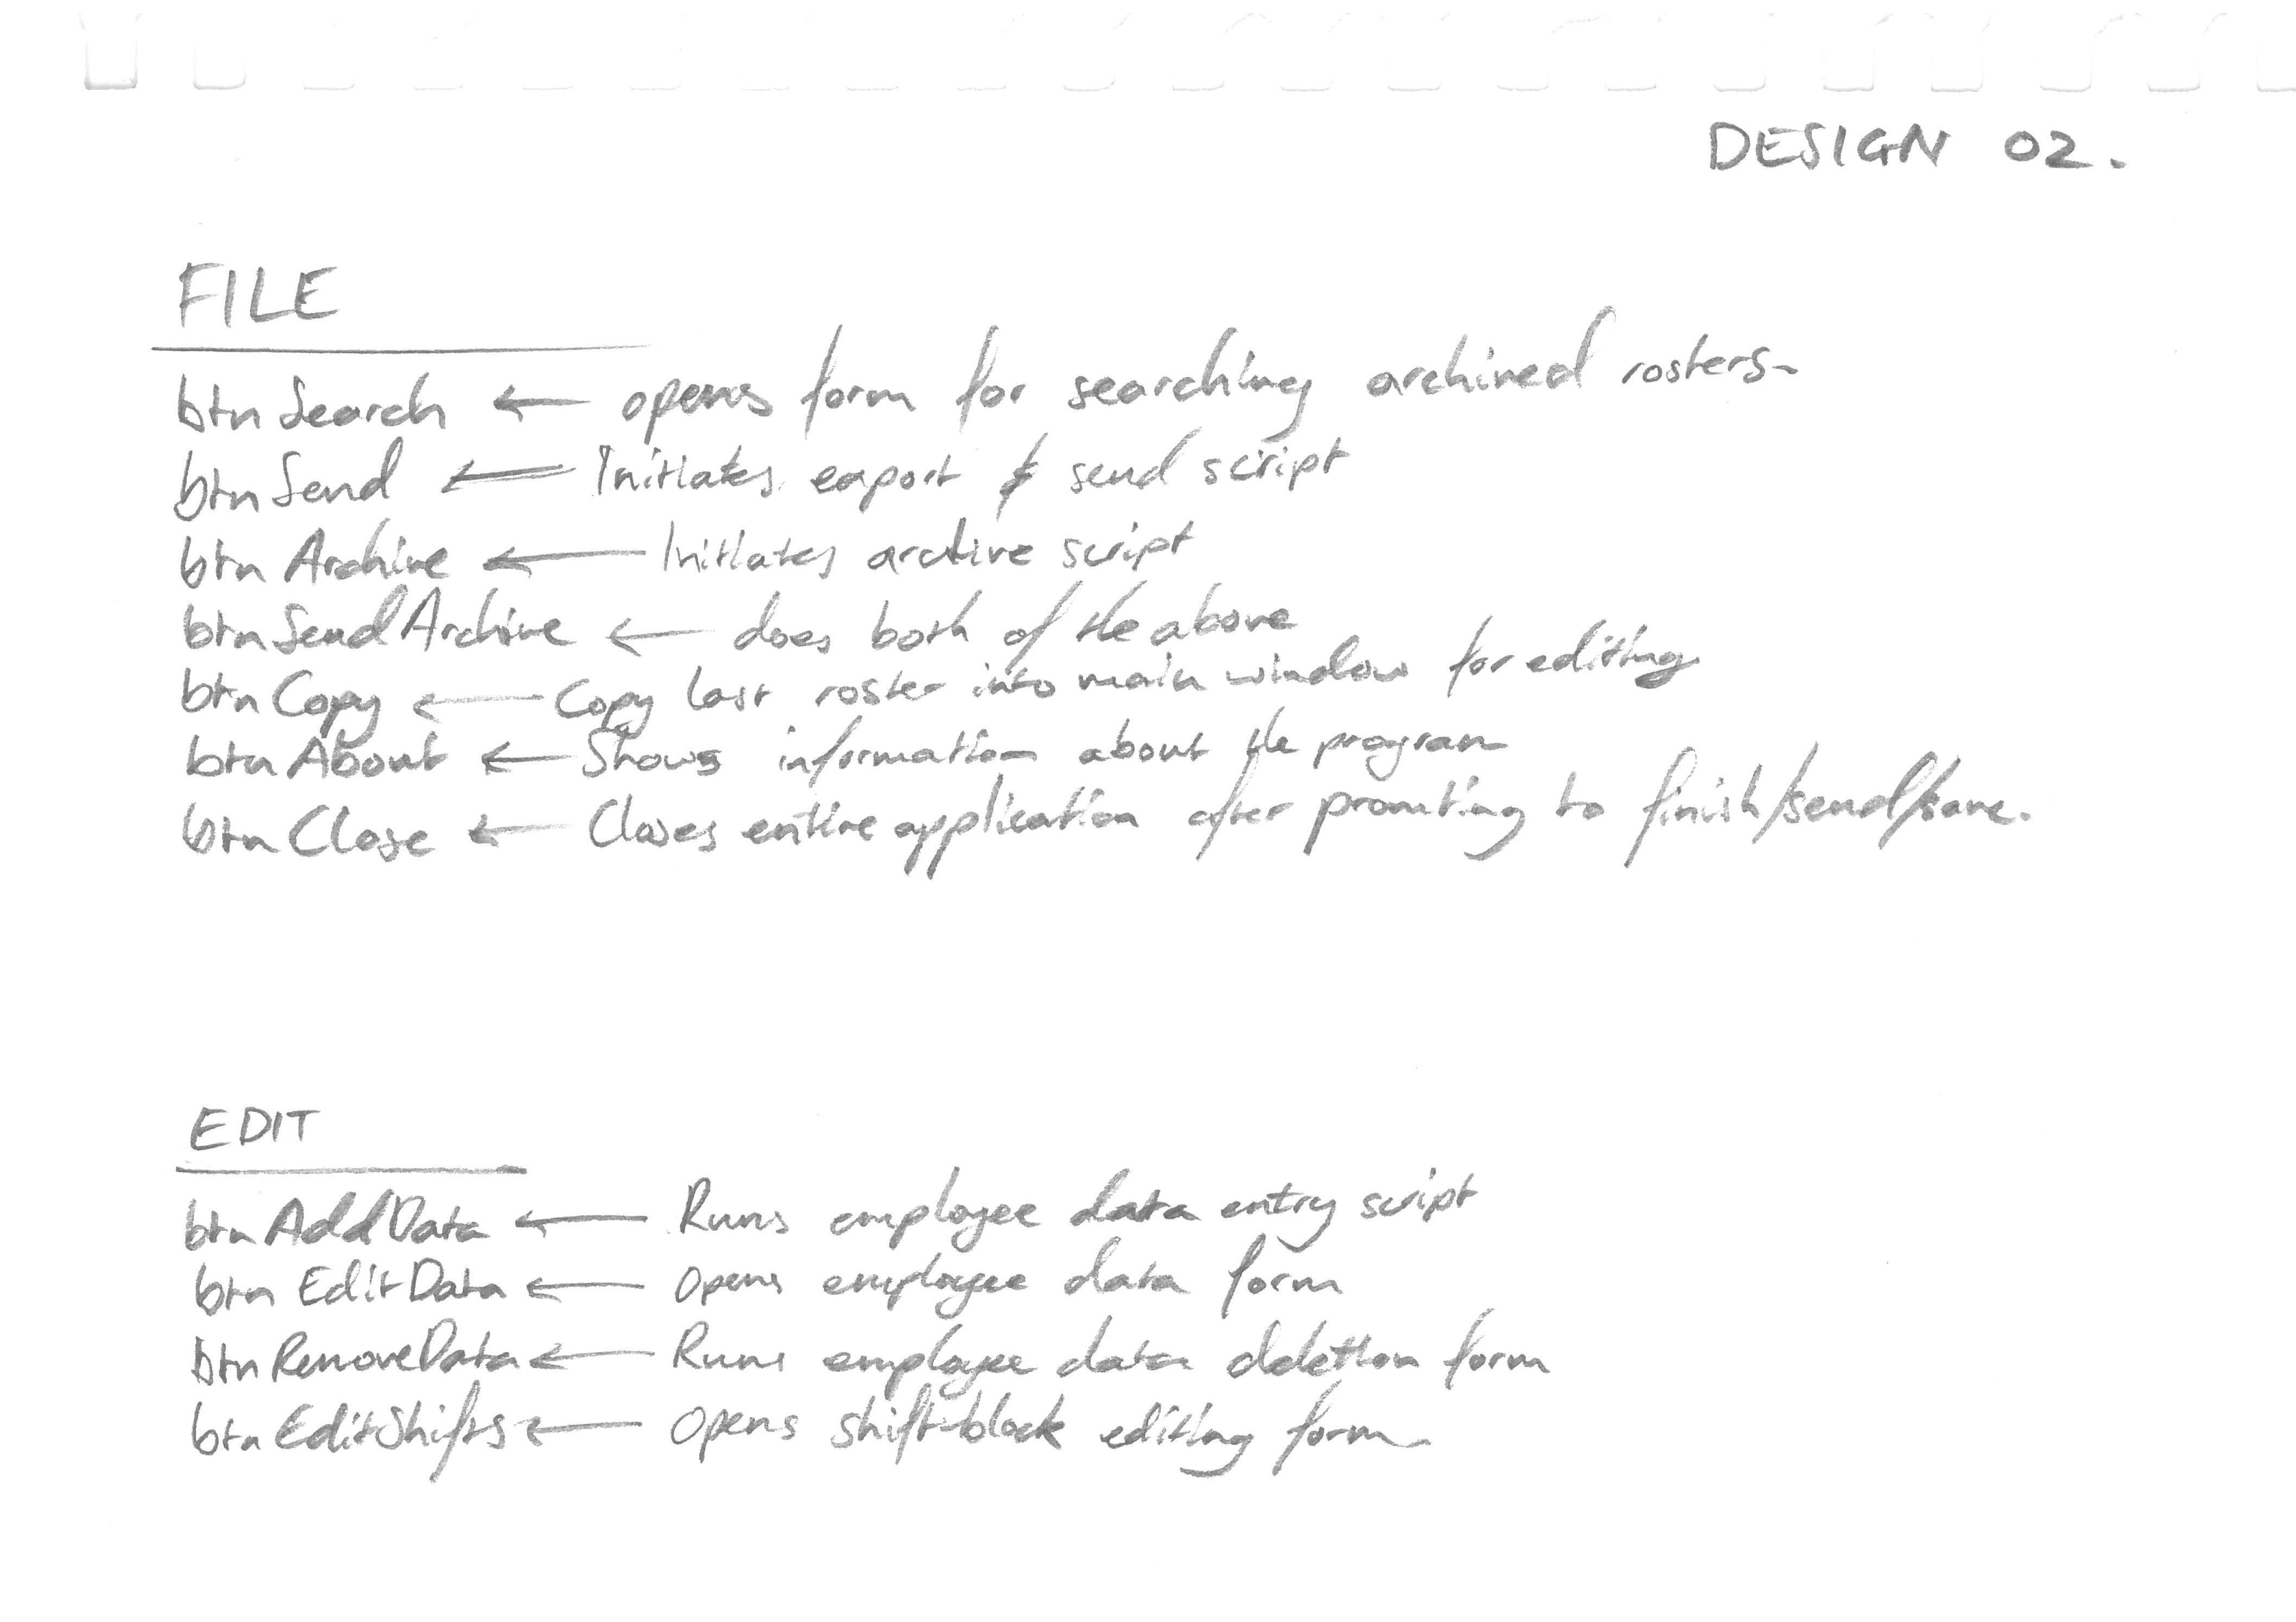 DESIGN 02.
FILE
btnSearch ← opens form for searching archived rosters.
btnSend ← Initiates export & send script
btnArchive ← Initiates archive script
btnSendArchive ← does both of the above
btnCopy ← Copy last roster into main window for editing
btnAbout ← Shows information about the program
btnClose ← Closes entire application after promting to finish/send/save.
EDIT
btnAddData ← Runs employee data entry script
btnEditData ← Opens employee data form
btnRemoveData ← Runs employee data deletion form
btnEditShifts ← Opens shift-block editing form